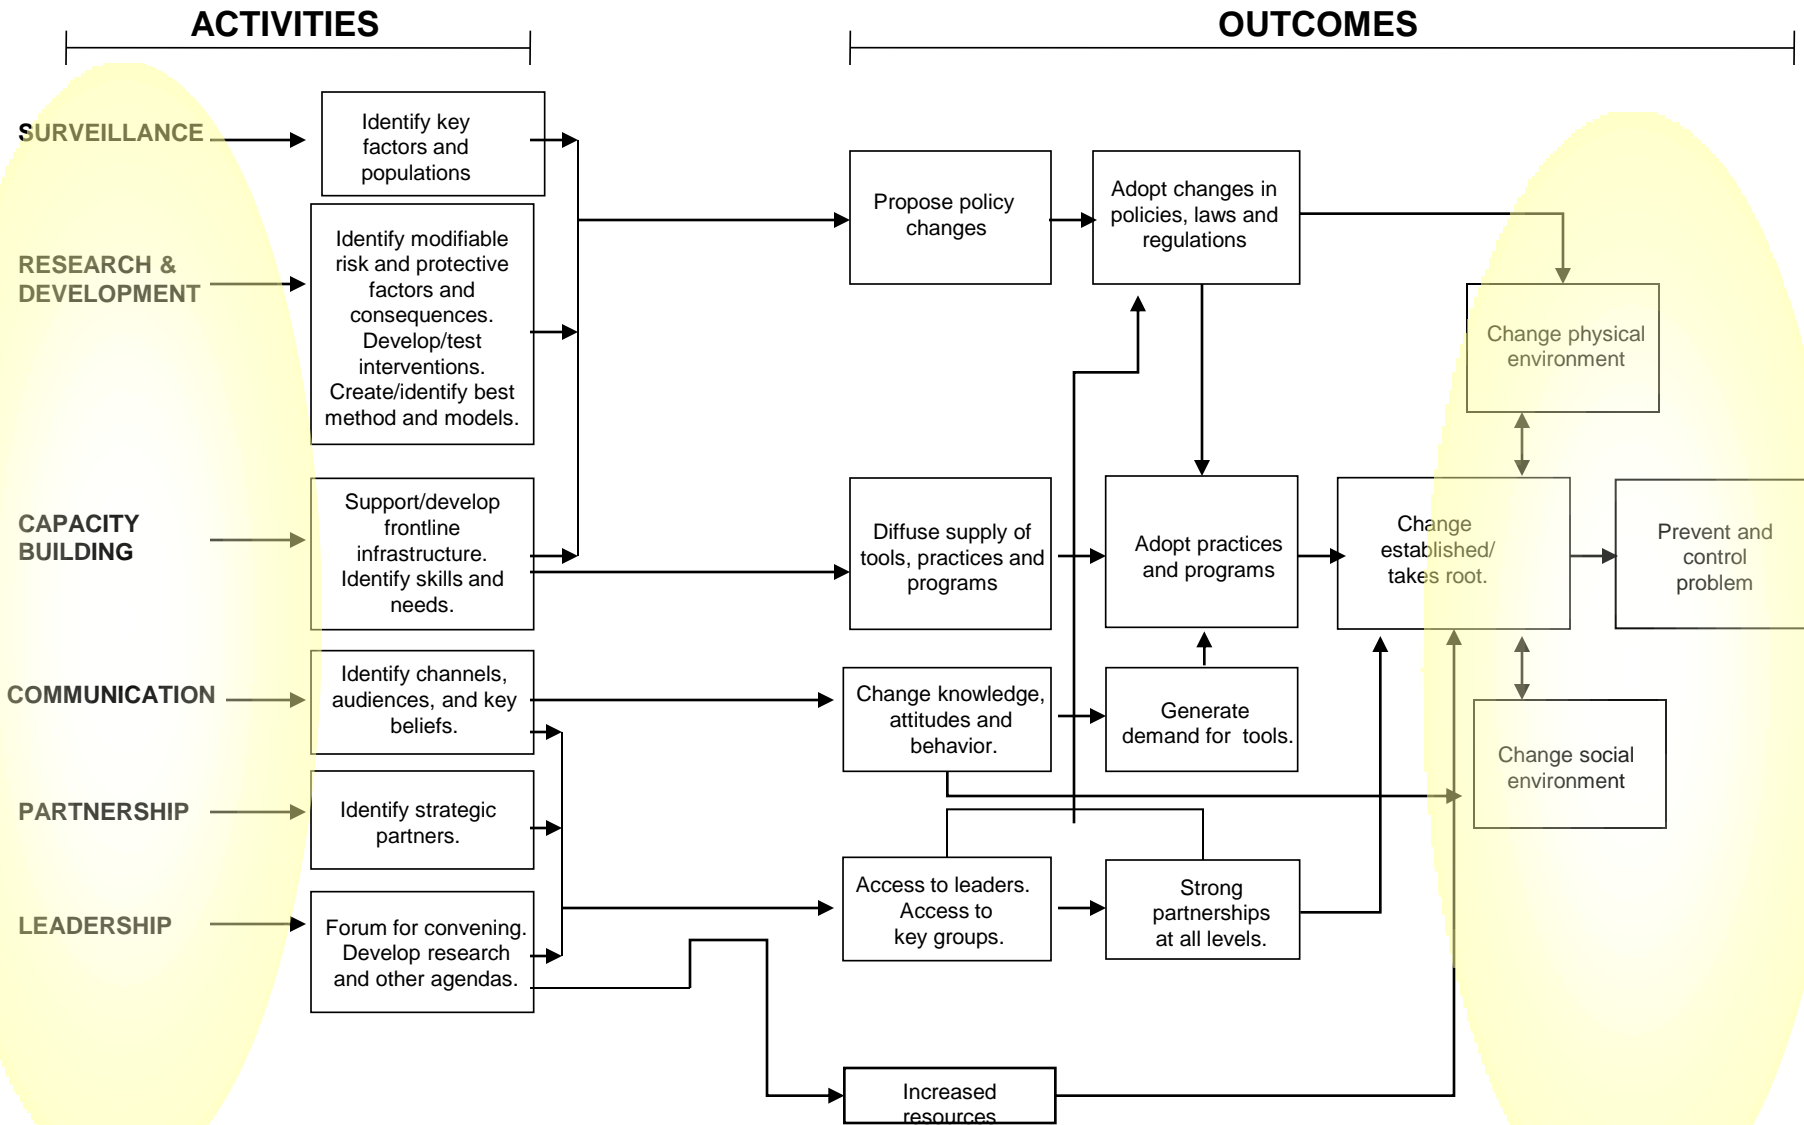 ACTIVITIES
OUTCOMES
SURVEILLANCE
Identify key
factors and
populations
RESEARCH &
DEVELOPMENT
Identify modifiable
risk and protective
factors and
consequences.
Develop/test
interventions.
Create/identify best
method and models.
CAPACITY
BUILDING
Support/develop
frontline
infrastructure.
Identify skills and
needs.
COMMUNICATION
Identify channels,
audiences, and key
beliefs.
PARTNERSHIP
Identify strategic
partners.
LEADERSHIP
Forum for convening.
Develop research
and other agendas.
Propose policy
changes
Adopt changes in
policies, laws and
regulations
Change physical
environment
Diffuse supply of
tools, practices and
programs
Adopt practices
and programs
Change
established/
takes root.
Prevent and
control
problem
Change knowledge,
attitudes and
behavior.
Generate
demand for tools.
Change social
environment
Access to leaders.
Access to
key groups.
Strong
partnerships
at all levels.
Increased
resources